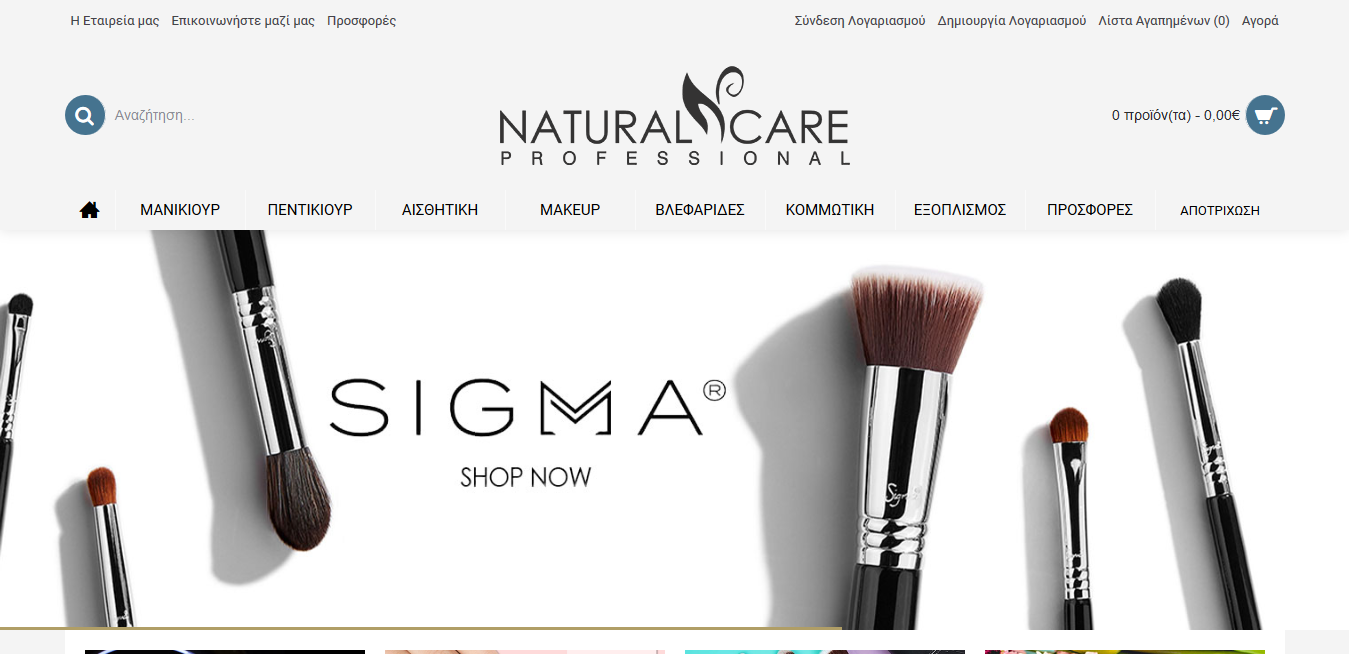 Η Εταιρεία μας Επικοινωνήστε μαζί μας Προσφορές Σύνδεση Λογαριασμού Δημιουργία Λογαριασμού Λίστα Αγαπημένων (0) Αγορά
Αναζήτηση...
NATURAL CARE
PROFESSIONAL
0 προϊόν(τα) - 0,00€
ΜΑΝΙΚΙΟΥΡ ΠΕΝΤΙΚΙΟΥΡ ΑΙΣΘΗΤΙΚΗ MAKEUP ΒΛΕΦΑΡΙΔΕΣ ΚΟΜΜΩΤΙΚΗ ΕΞΟΠΛΙΣΜΟΣ ΠΡΟΣΦΟΡΕΣ ΑΠΟΤΡΙΧΩΣΗ
SIGMA®
SHOP NOW
Sigma